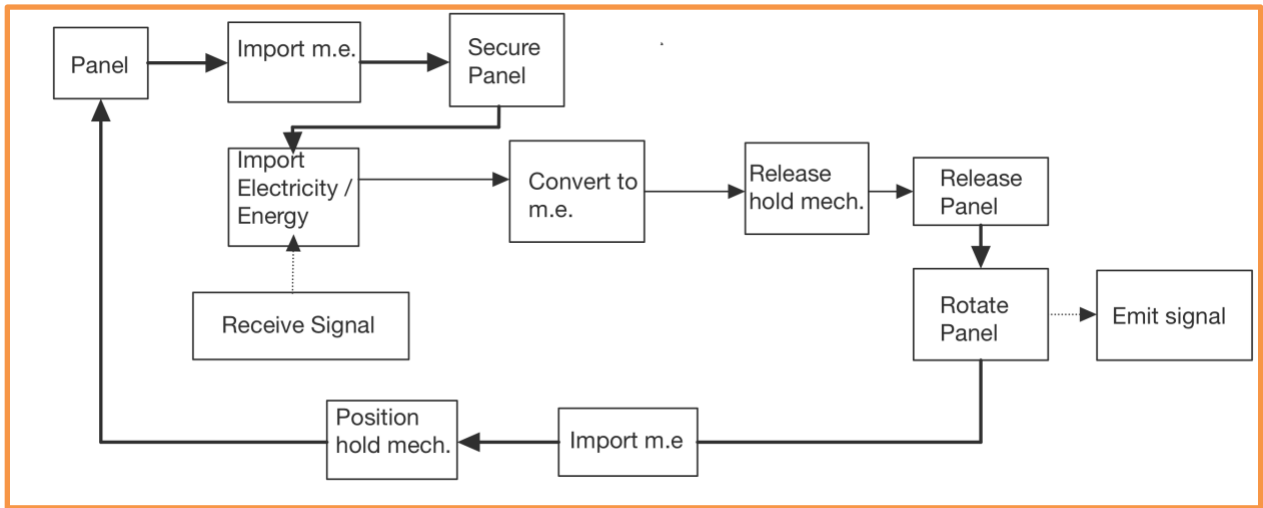 Panel
Import m.e.
Secure
Panel
Import
Electricity /
Energy
Convert to
m.e.
Release
hold mech.
Release
Panel
Receive Signal
Rotate
Panel
Emit signal
Position
hold mech.
Import m.e